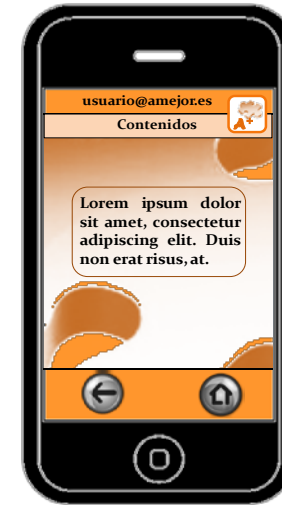 usuario@amejor.es
A+
Contenidos
Lorem ipsum dolor
sit amet, consectetur
adipiscing elit. Duis
non erat risus, at.